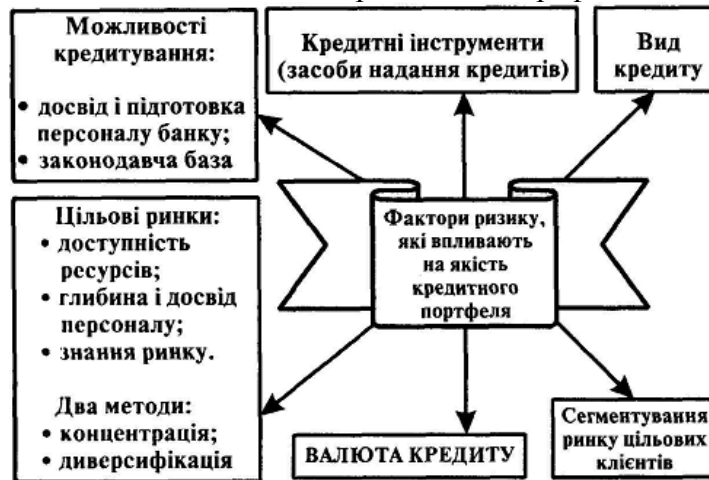 Можливості
кредитування:
• досвід і підготовка
персоналу банку;
• законодавча база
Кредитні інструменти
(засоби надання кредитів)
Вид
кредиту
Фактори ризику,
які впливають
на якість
кредитного
портфеля
Цільові ринки:
• доступність
ресурсів;
• глибина і досвід
персоналу;
• знання ринку.
Два методи:
• концентрація;
• диверсифікація
ВАЛЮТА КРЕДИТУ
Сегментування
ринку цільових
клієнтів